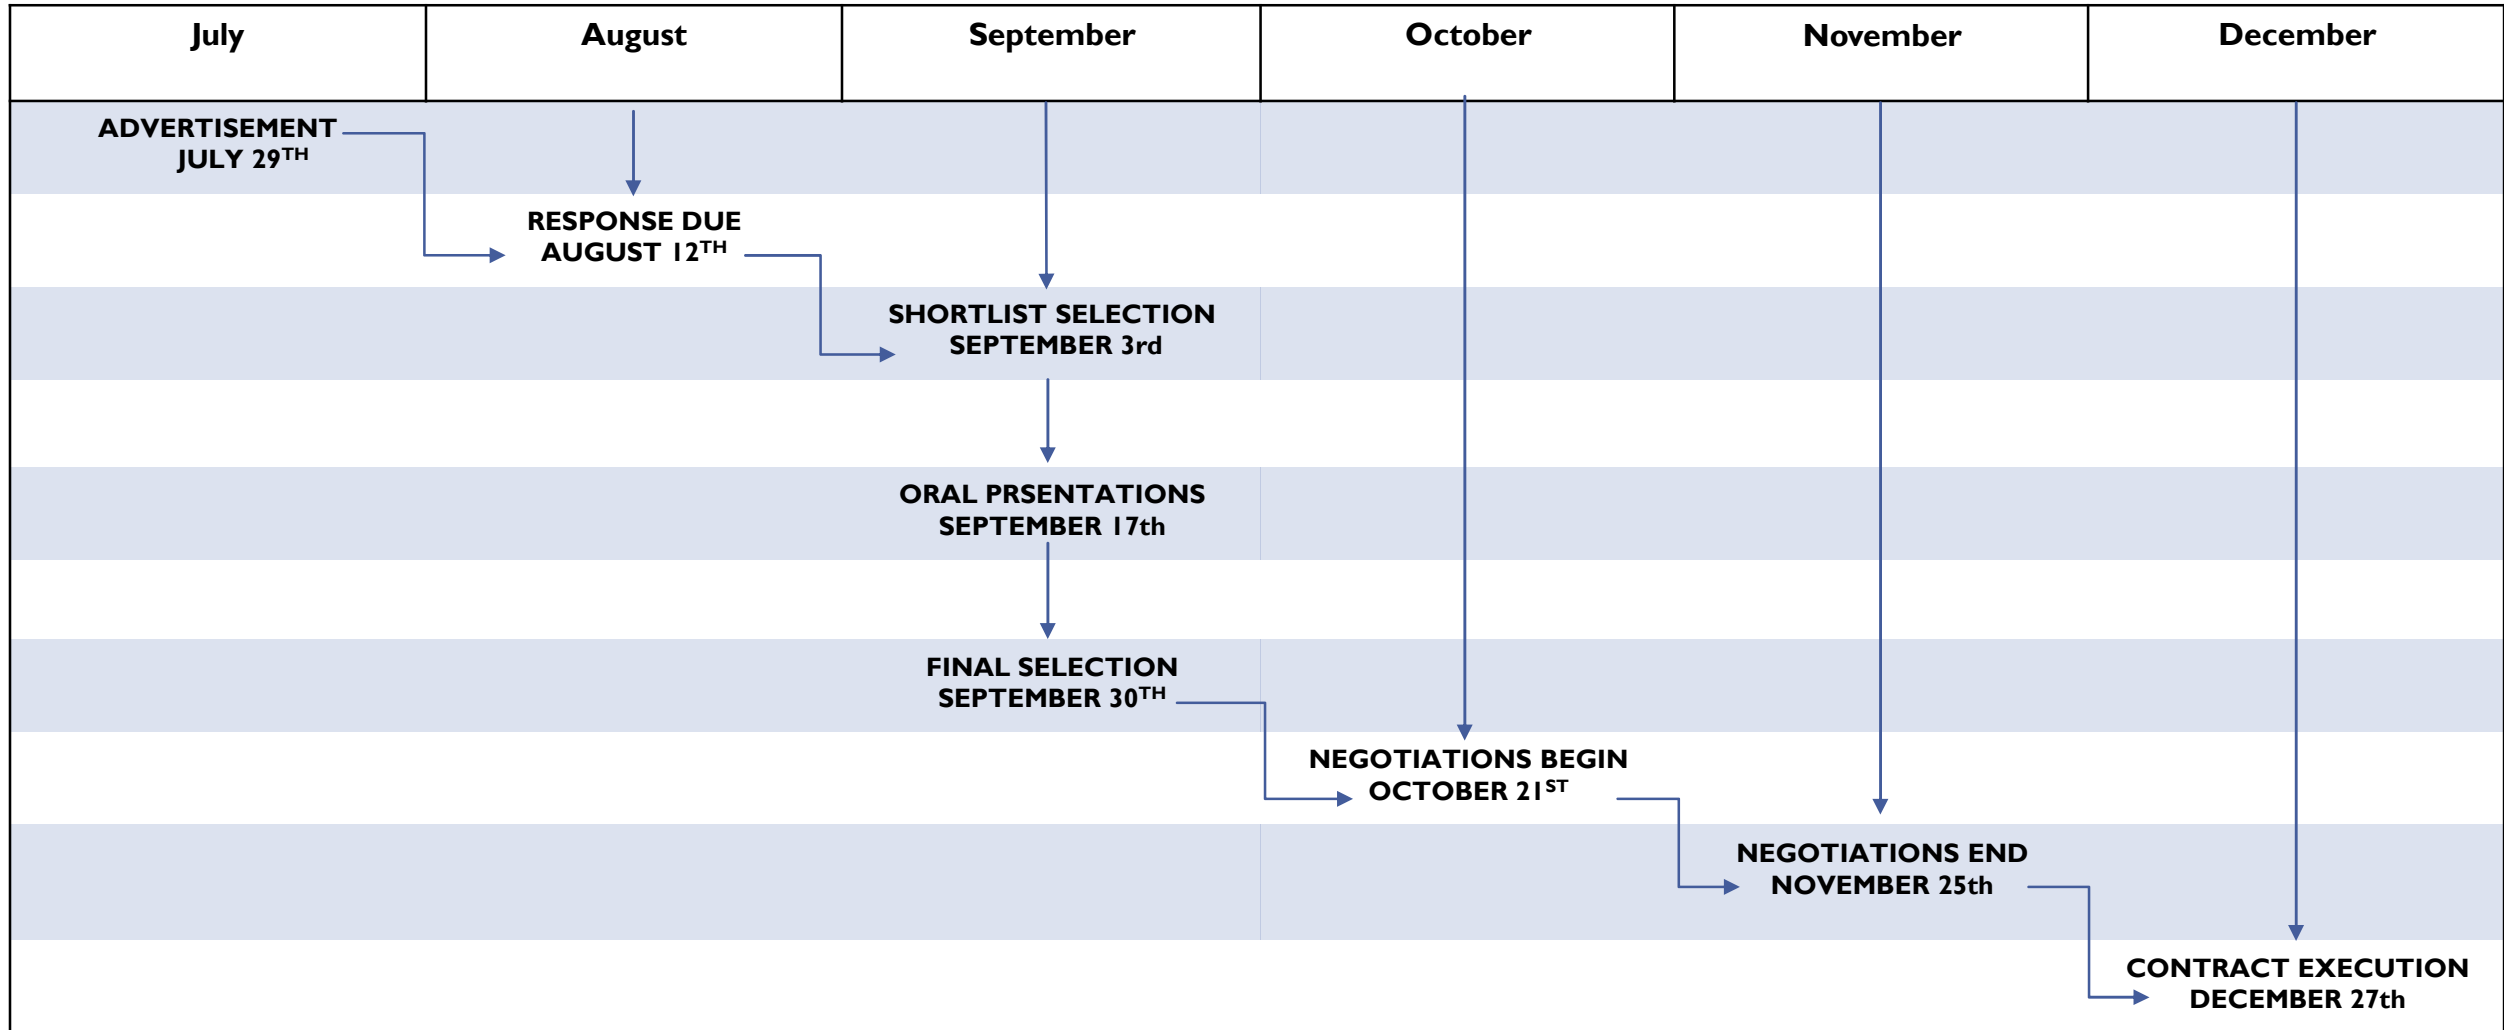 July
August
September
October
November
December
ADVERTISEMENT
JULY 29TH
RESPONSE DUE
AUGUST 12TH
SHORTLIST SELECTION
SEPTEMBER 3rd
ORAL PRSENTATIONS
SEPTEMBER 17th
FINAL SELECTION
SEPTEMBER 30TH
NEGOTIATIONS BEGIN
OCTOBER 21ST
NEGOTIATIONS END
NOVEMBER 25th
CONTRACT EXECUTION
DECEMBER 27th